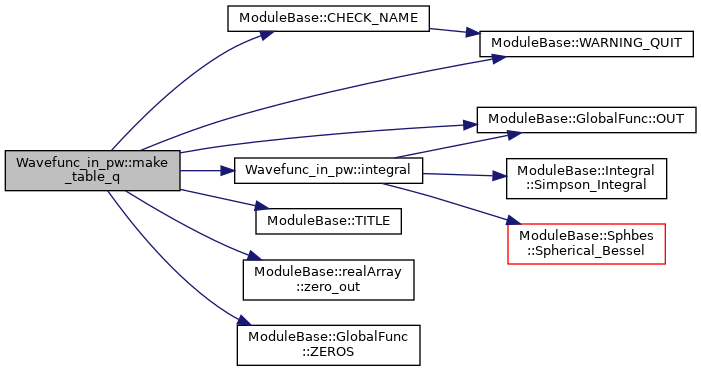 Wavefunc_in_pw::make
_table_q
ModuleBase::CHECK_NAME
ModuleBase::WARNING_QUIT
ModuleBase::GlobalFunc::OUT
Wavefunc_in_pw::integral
ModuleBase::Integral
::Simpson_Integral
ModuleBase::TITLE
ModuleBase::Sphbes
::Spherical_Bessel
ModuleBase::realArray
::zero_out
ModuleBase::GlobalFunc
::ZEROS